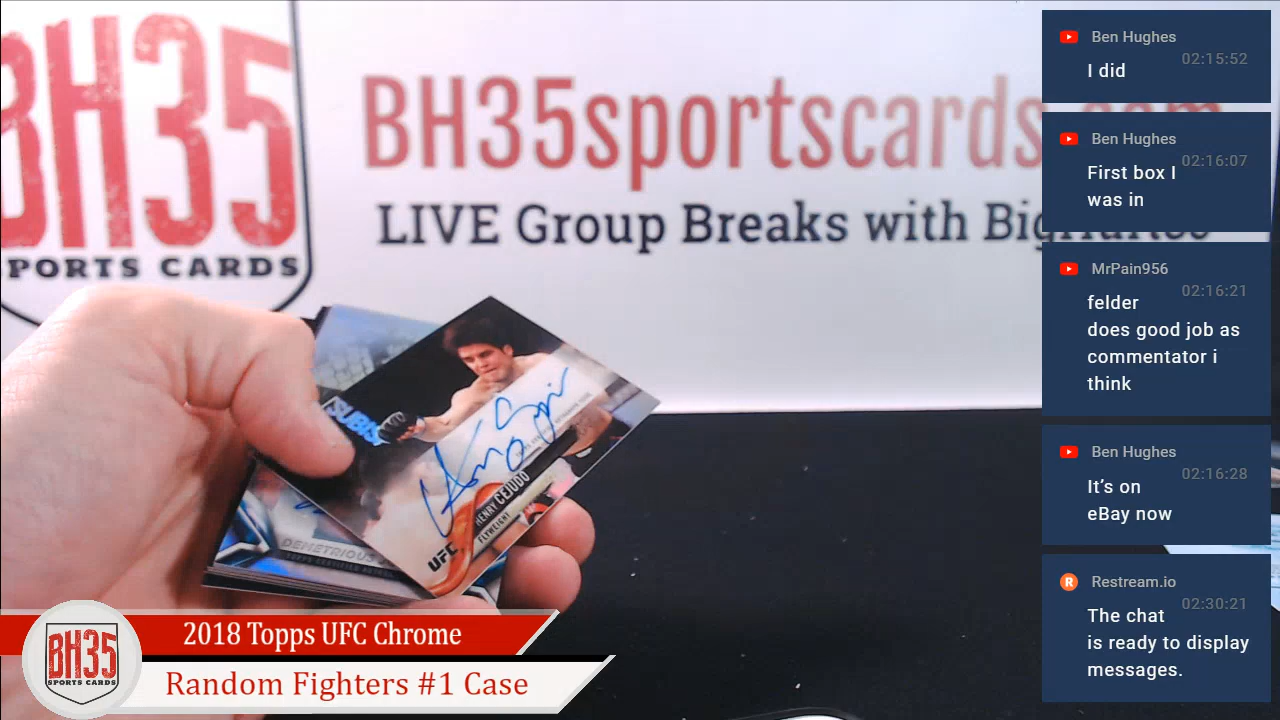 BH35
SPORTS CARDS
BH35sportscards.com
LIVE Group Breaks with
DEMETRIOUS
UFC
HENRY CEJUDO
FLYWEIGHT
2018 Topps UFC Chrome
Random Fighters #1 Case
BH35
SPORTS CARDS
Ben Hughes
02:15:52
I did
Ben Hughes
02:16:07
First box I
was in
MrPain956
02:16:21
felder
does good job as
commentator i
think
Ben Hughes
02:16:28
It’s on
eBay now
Restream.io
02:30:21
The chat
is ready to display
messages.